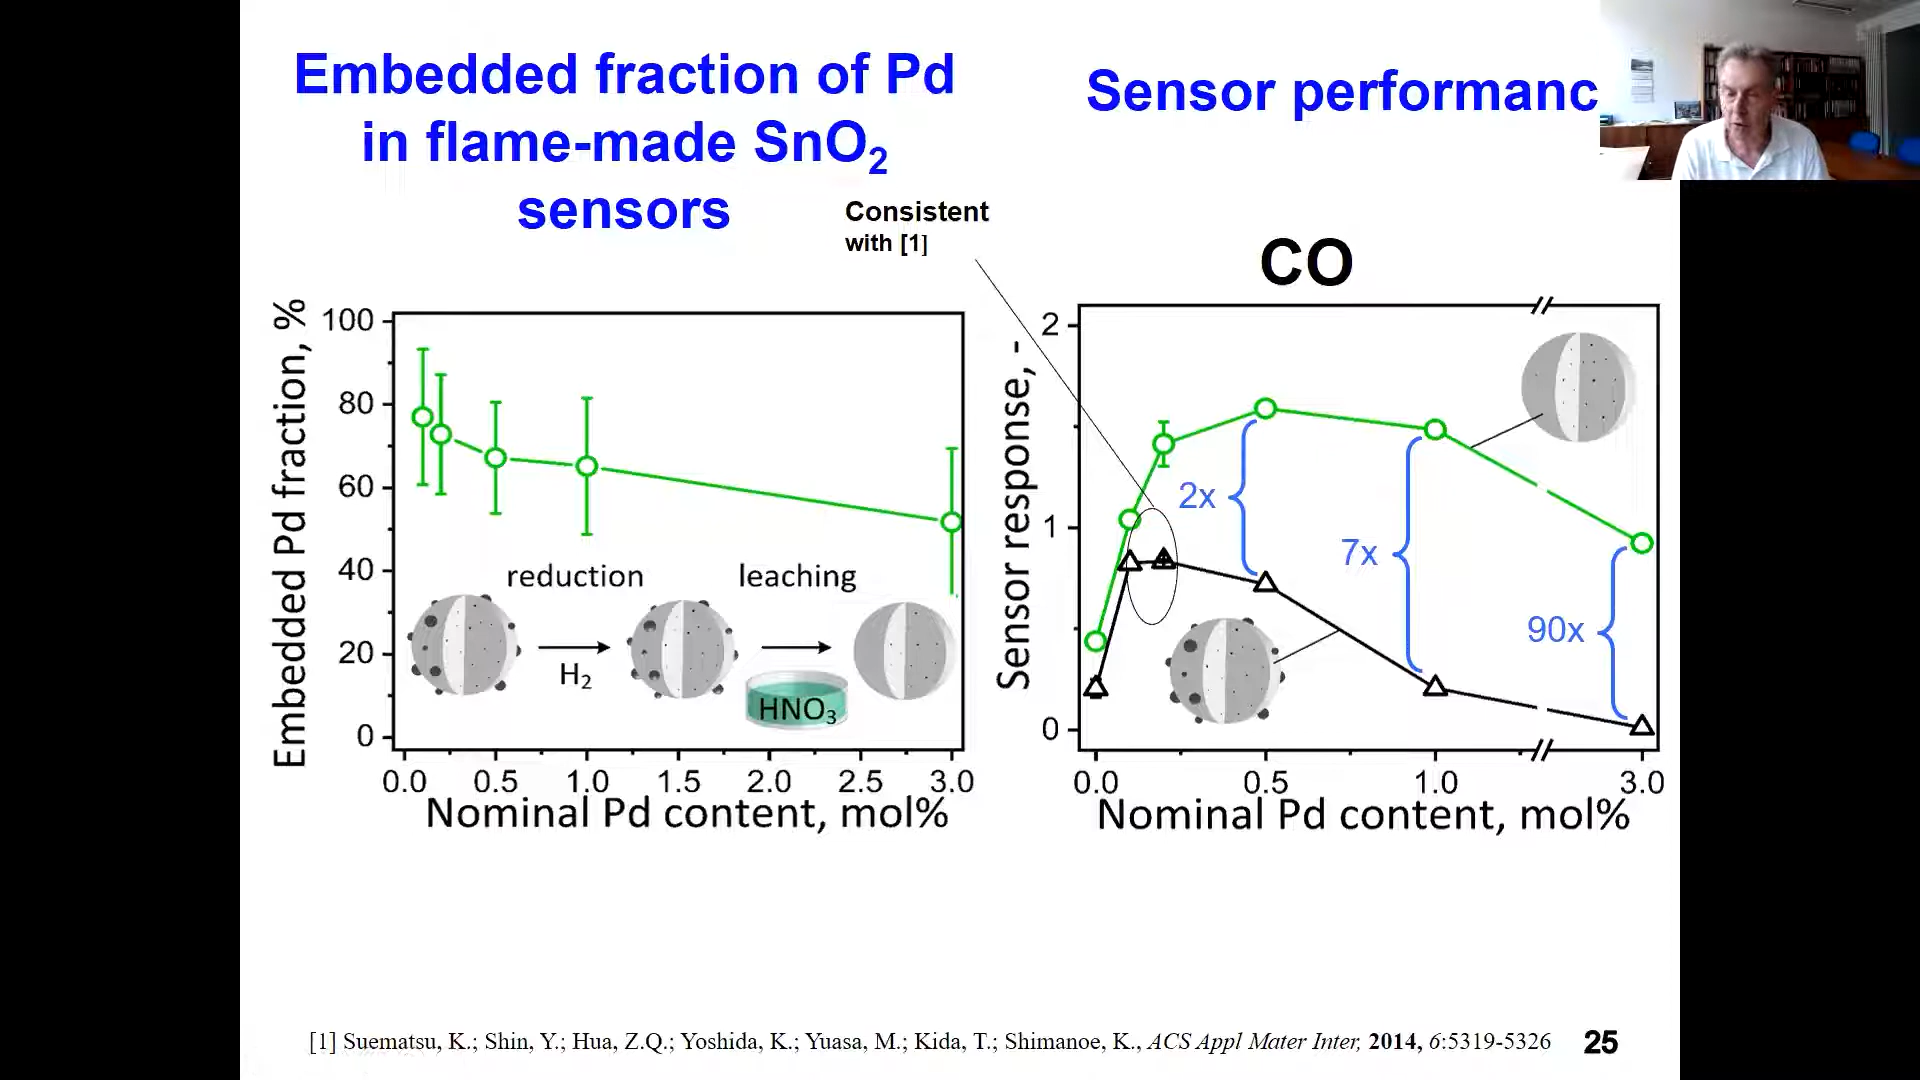 Embedded fraction of Pd
in flame-made SnO₂
sensors
Sensor performanc
Consistent
with [1]
CO
Embedded Pd fraction, %
100
80
60
40
20
0
reduction
leaching
H₂
HNO₃
0.0 0.5 1.0 1.5 2.0 2.5 3.0
Nominal Pd content, mol%
Sensor response, -
2
1
0
2x
7x
90x
0.0 0.5 1.0 3.0
Nominal Pd content, mol%
[1] Suematsu, K.; Shin, Y.; Hua, Z.Q.; Yoshida, K.; Yuasa, M.; Kida, T.; Shimanoe, K., ACS Appl Mater Inter, 2014, 6:5319-5326
25